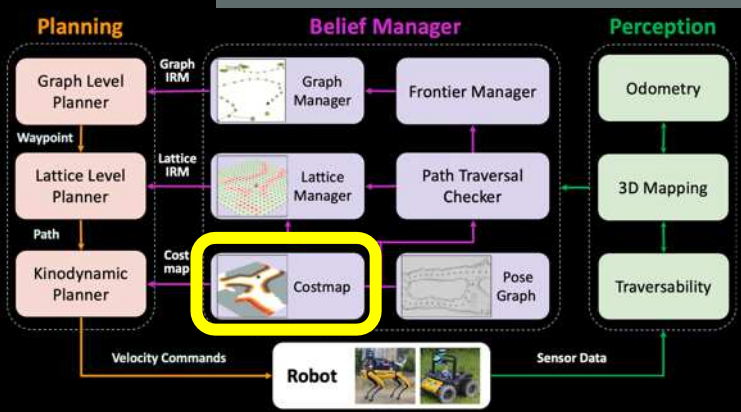 Planning
Belief Manager
Perception
Graph Level
Planner
Graph
IRM
Graph
Manager
Frontier Manager
Odometry
Waypoint
Lattice Level
Planner
Lattice
IRM
Lattice
Manager
Path Traversal
Checker
3D Mapping
Path
Kinodynamic
Planner
Cost
map
Costmap
Pose
Graph
Traversability
Velocity Commands
Robot
Sensor Data